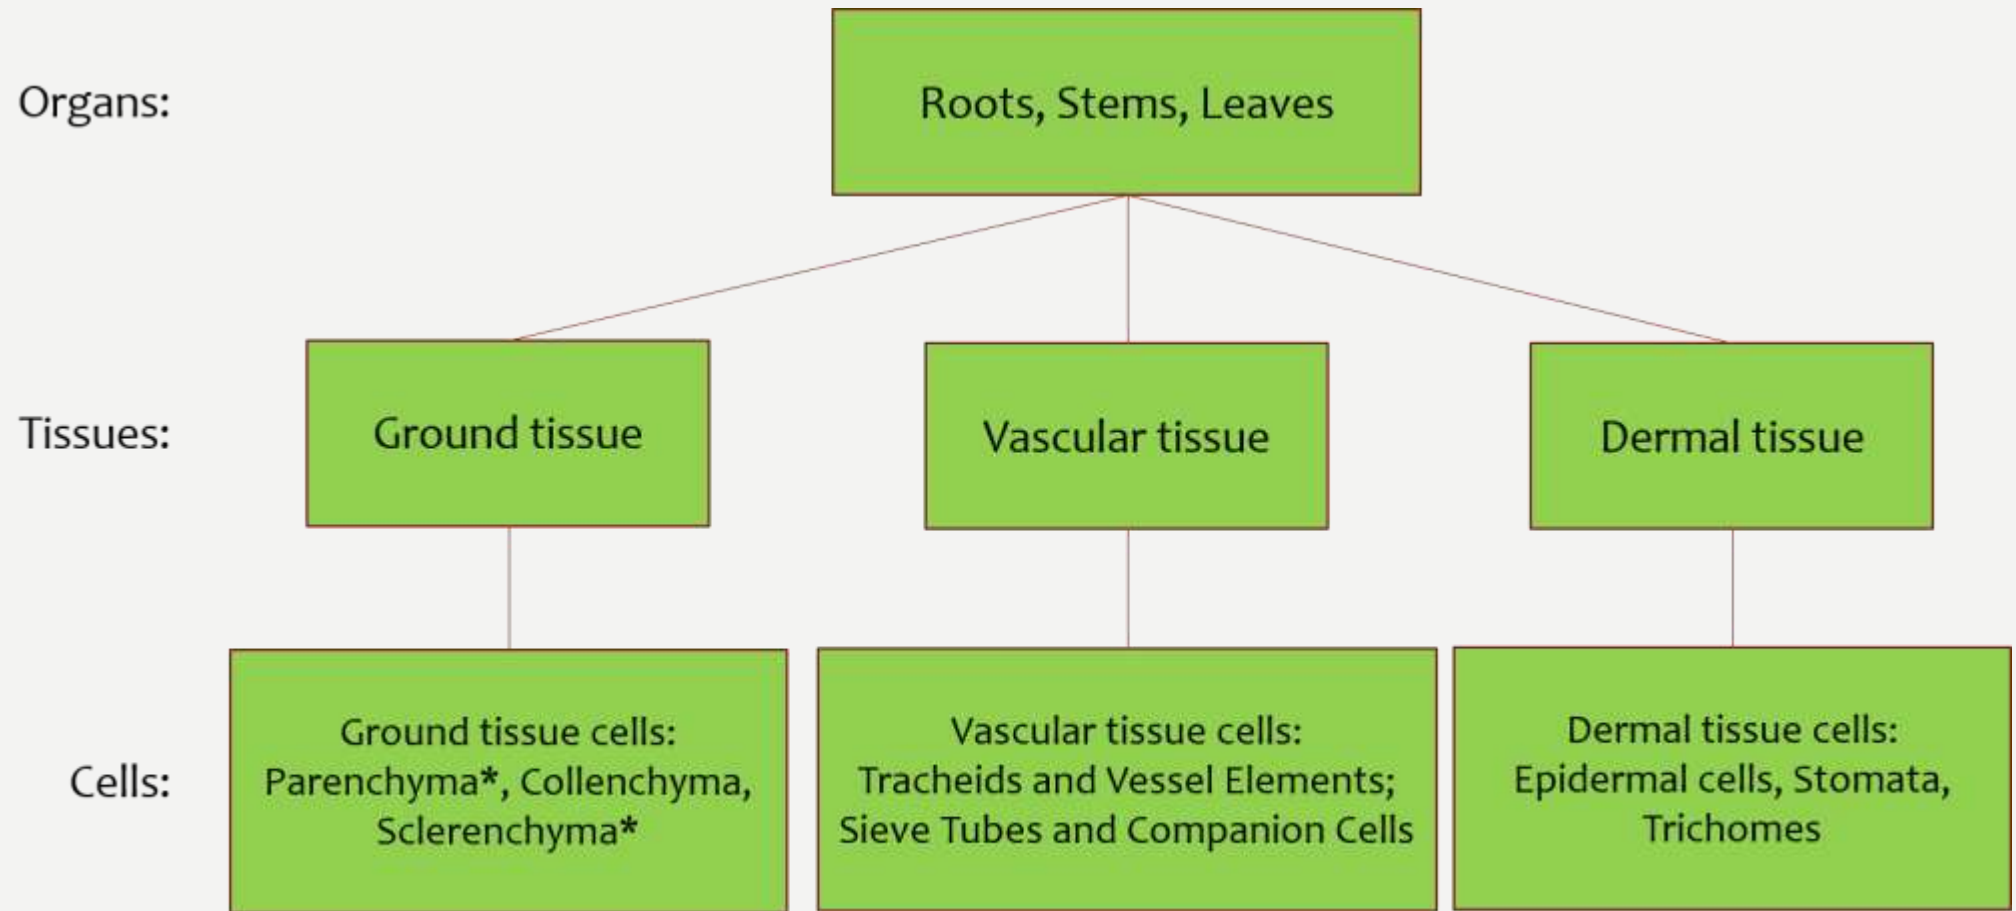 Organs:
Roots, Stems, Leaves
Tissues:
Ground tissue
Vascular tissue
Dermal tissue
Cells:
Ground tissue cells:
Parenchyma*, Collenchyma,
Sclerenchyma*
Vascular tissue cells:
Tracheids and Vessel Elements;
Sieve Tubes and Companion Cells
Dermal tissue cells:
Epidermal cells, Stomata,
Trichomes